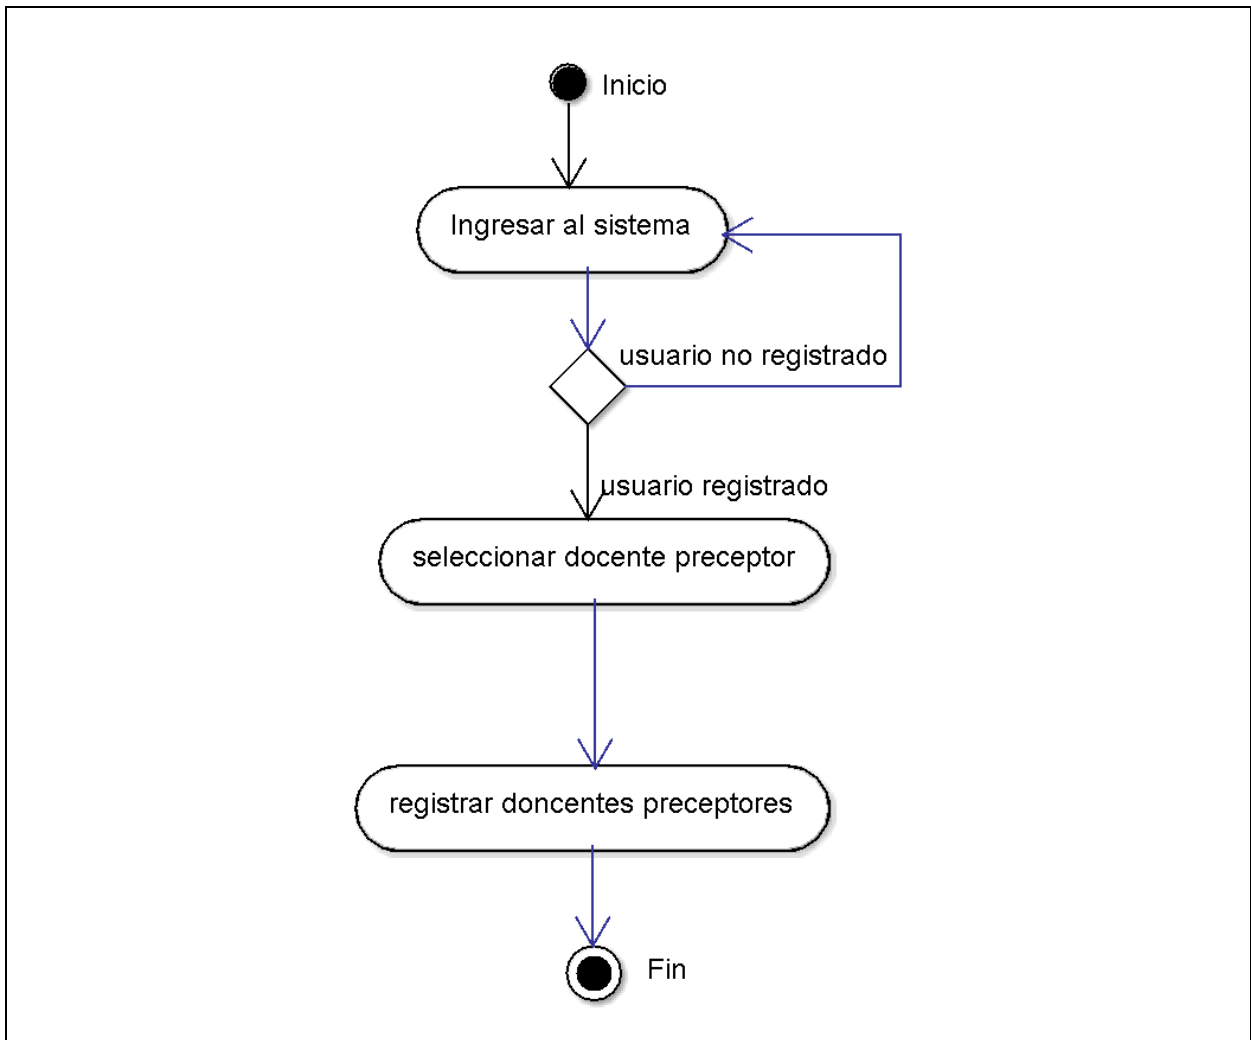 Inicio
Ingresar al sistema
usuario no registrado
usuario registrado
seleccionar docente preceptor
registrar doncentes preceptores
Fin